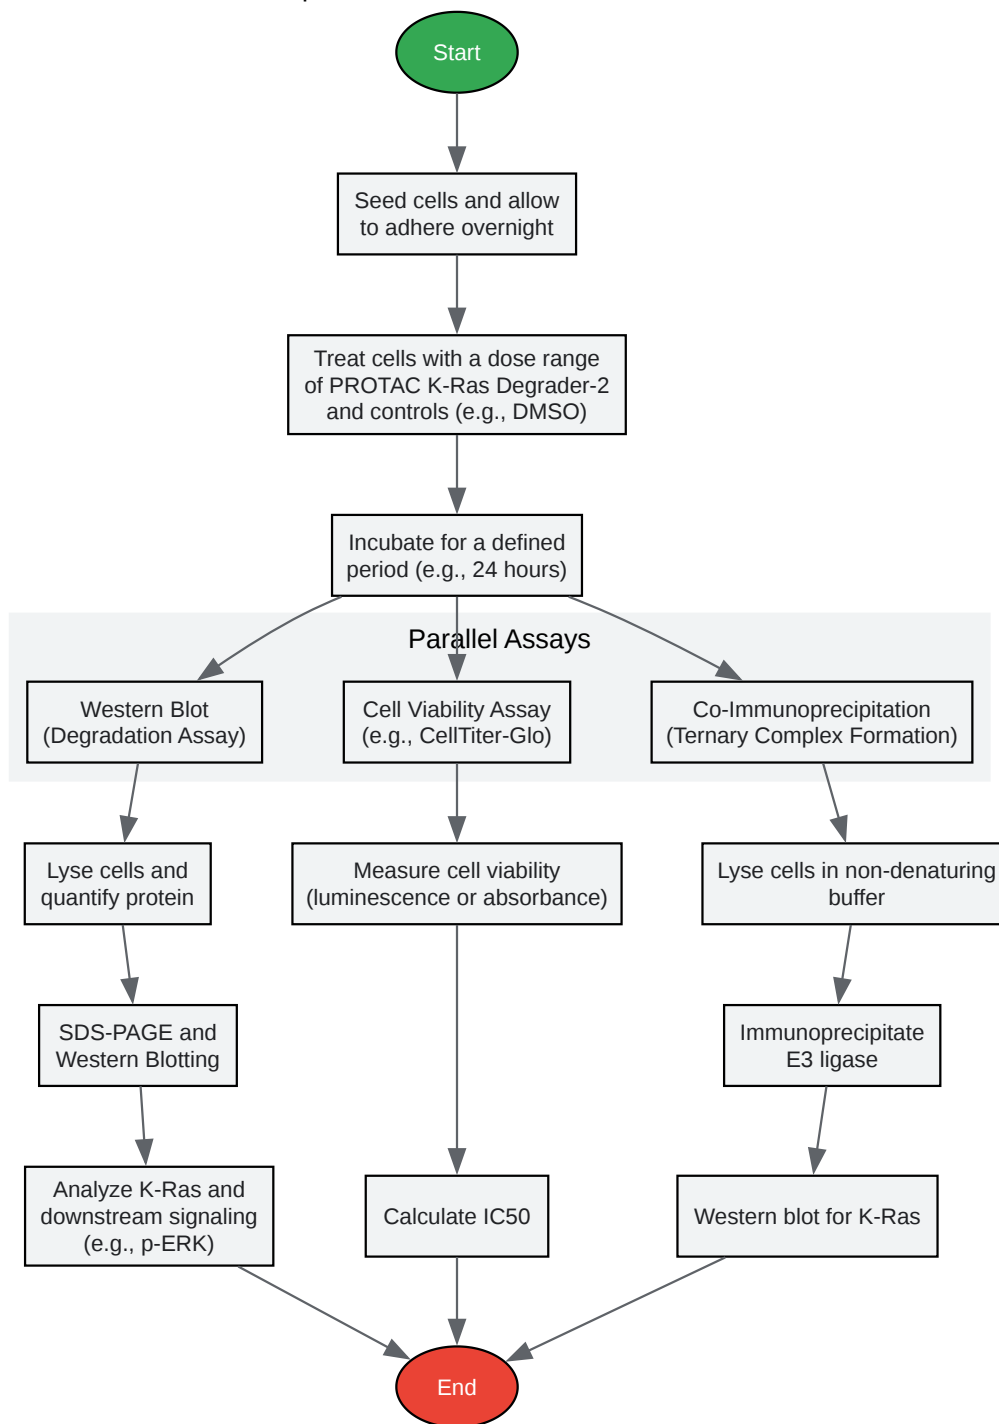 Start
Seed cells and allow
to adhere overnight
Treat cells with a dose range
of PROTAC K-Ras Degrader-2
and controls (e.g., DMSO)
Incubate for a defined
period (e.g., 24 hours)
Parallel Assays
Western Blot
(Degradation Assay)
Cell Viability Assay
(e.g., CellTiter-Glo)
Co-Immunoprecipitation
(Ternary Complex Formation)
Lyse cells and
quantify protein
Measure cell viability
(luminescence or absorbance)
Lyse cells in non-denaturing
buffer
SDS-PAGE and
Western Blotting
Immunoprecipitate
E3 ligase
Analyze K-Ras and
downstream signaling
(e.g., p-ERK)
Calculate IC50
Western blot for K-Ras
End